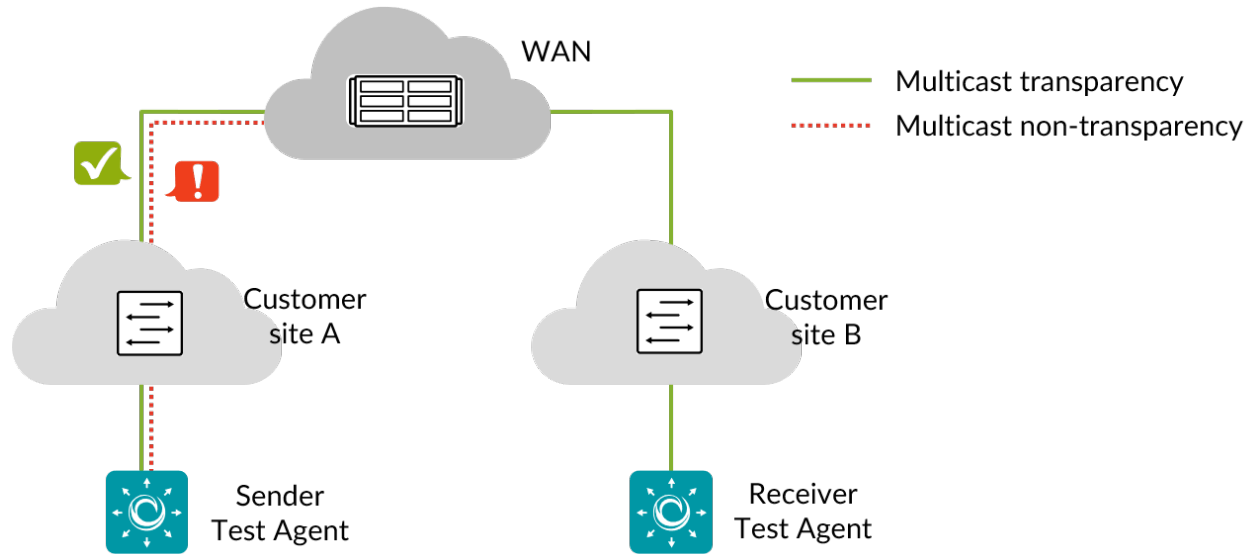 WAN
Multicast transparency
Multicast non-transparency
Customer
site A
Customer
site B
Sender
Test Agent
Receiver
Test Agent